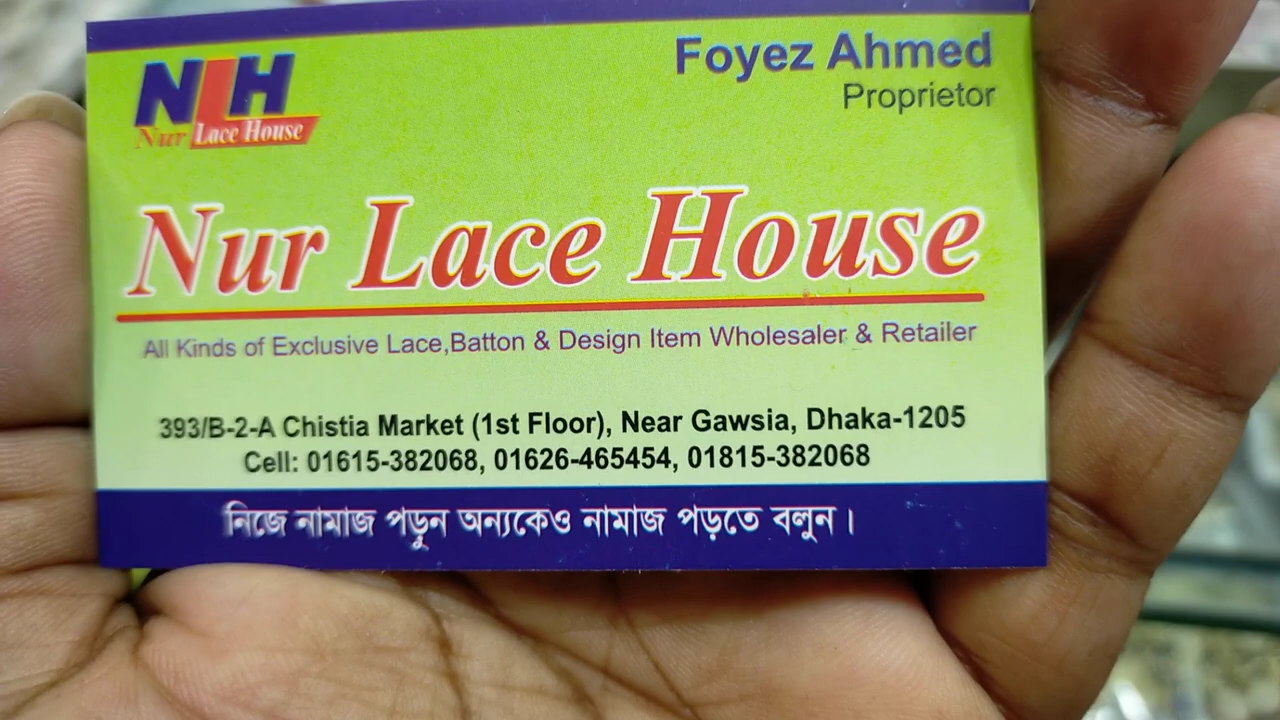 NLH
Nur Lace House
Foyez Ahmed
Proprietor
Nur Lace House
All Kinds of Exclusive Lace,Batton & Design Item Wholesaler & Retailer
393/B-2-A Chistia Market (1st Floor), Near Gawsia, Dhaka-1205
Cell: 01615-382068, 01626-465454, 01815-382068
নিজে নামাজ পড়ুন অন্যকেও নামাজ পড়তে বলুন।